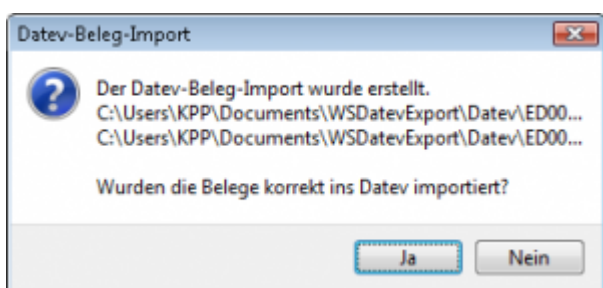 Datev-Beleg-Import
Der Datev-Beleg-Import wurde erstellt.
C:\Users\KPP\Documents\WSDatevExport\Datev\ED00...
C:\Users\KPP\Documents\WSDatevExport\Datev\ED00...
Wurden die Belege korrekt ins Datev importiert?
Ja
Nein